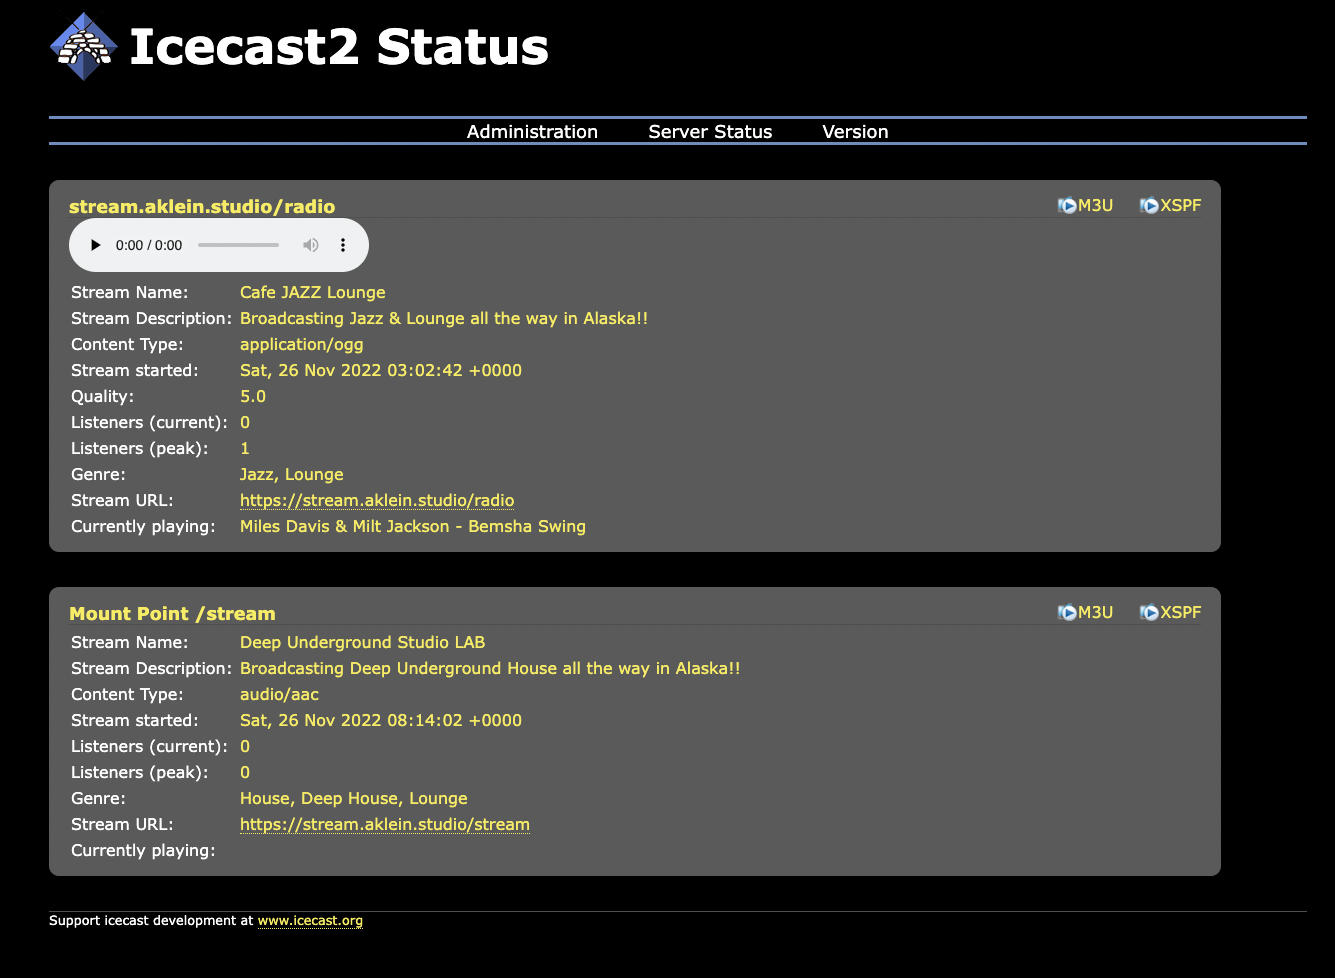 Icecast2 Status
Administration Server Status Version
stream.aklein.studio/radio M3U XSPF
0:00 / 0:00
Stream Name: Cafe JAZZ Lounge
Stream Description: Broadcasting Jazz & Lounge all the way in Alaska!!
Content Type: application/ogg
Stream started: Sat, 26 Nov 2022 03:02:42 +0000
Quality: 5.0
Listeners (current): 0
Listeners (peak): 1
Genre: Jazz, Lounge
Stream URL: https://stream.aklein.studio/radio
Currently playing: Miles Davis & Milt Jackson - Bemsha Swing
Mount Point /stream M3U XSPF
Stream Name: Deep Underground Studio LAB
Stream Description: Broadcasting Deep Underground House all the way in Alaska!!
Content Type: audio/aac
Stream started: Sat, 26 Nov 2022 08:14:02 +0000
Listeners (current): 0
Listeners (peak): 0
Genre: House, Deep House, Lounge
Stream URL: https://stream.aklein.studio/stream
Currently playing:
Support icecast development at www.icecast.org